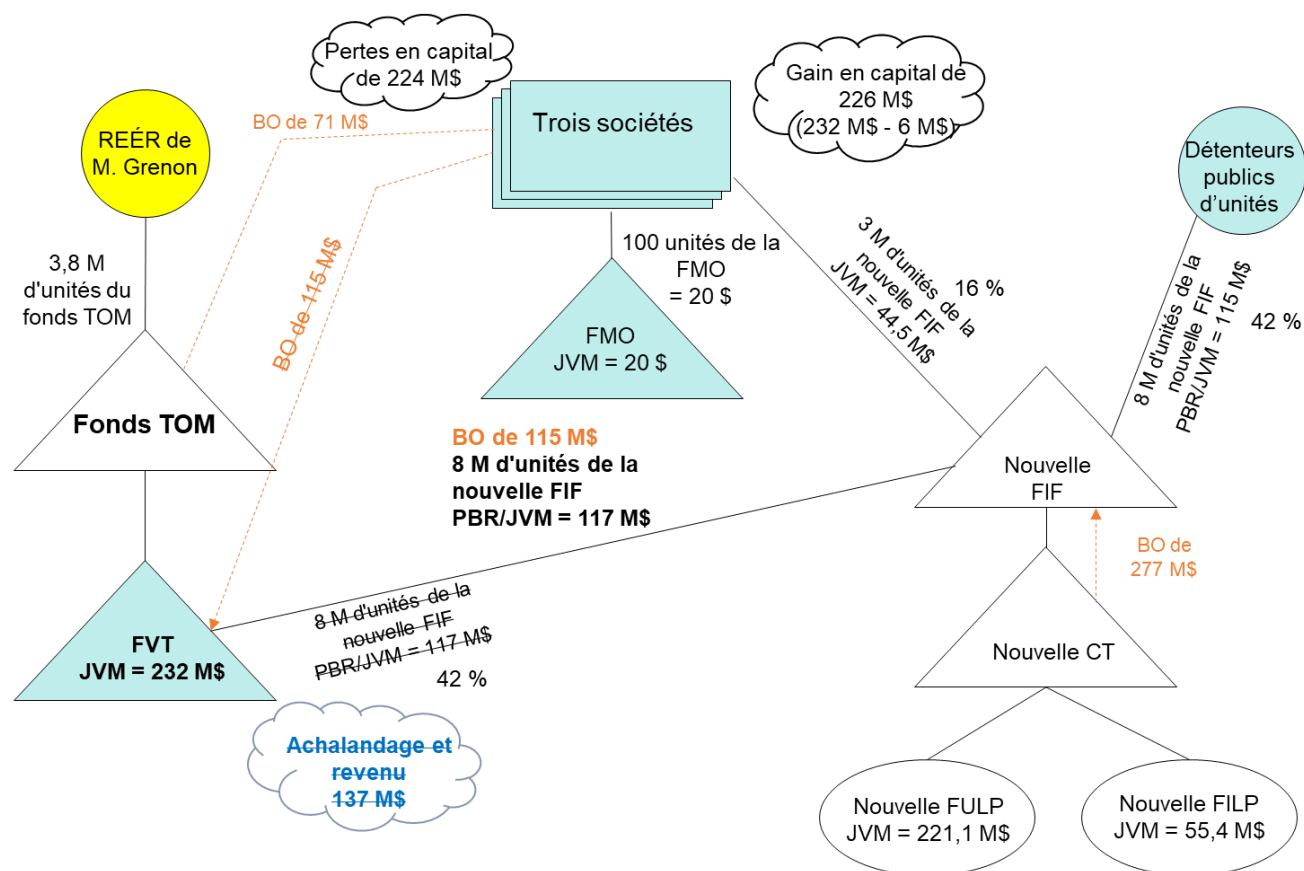 Pertes en capital
de 224 M$
Gain en capital de
226 M$
(232 M$ - 6 M$)
REÉR de
M. Grenon
BO de 71 M$
Trois sociétés
Détenteurs
publics
d'unités
3,8 M
d'unités du
fonds TOM
BO de 115 M$
100 unités de la
FMO
= 20 $
3 M d'unités de la
nouvelle FIF
JVM = 44,5 M$
16 %
8 M d'unités de la
nouvelle FIF
PBR/JVM = 115 M$
42 %
FMO
JVM = 20 $
Fonds TOM
BO de 115 M$
8 M d'unités de la
nouvelle FIF
PBR/JVM = 117 M$
Nouvelle
FIF
BO de
277 M$
8 M d'unités de la
nouvelle FIF
PBR/JVM = 117 M$
42 %
FVT
JVM = 232 M$
Nouvelle CT
Achalandage et
revenu
137 M$
Nouvelle FULP
JVM = 221,1 M$
Nouvelle FILP
JVM = 55,4 M$